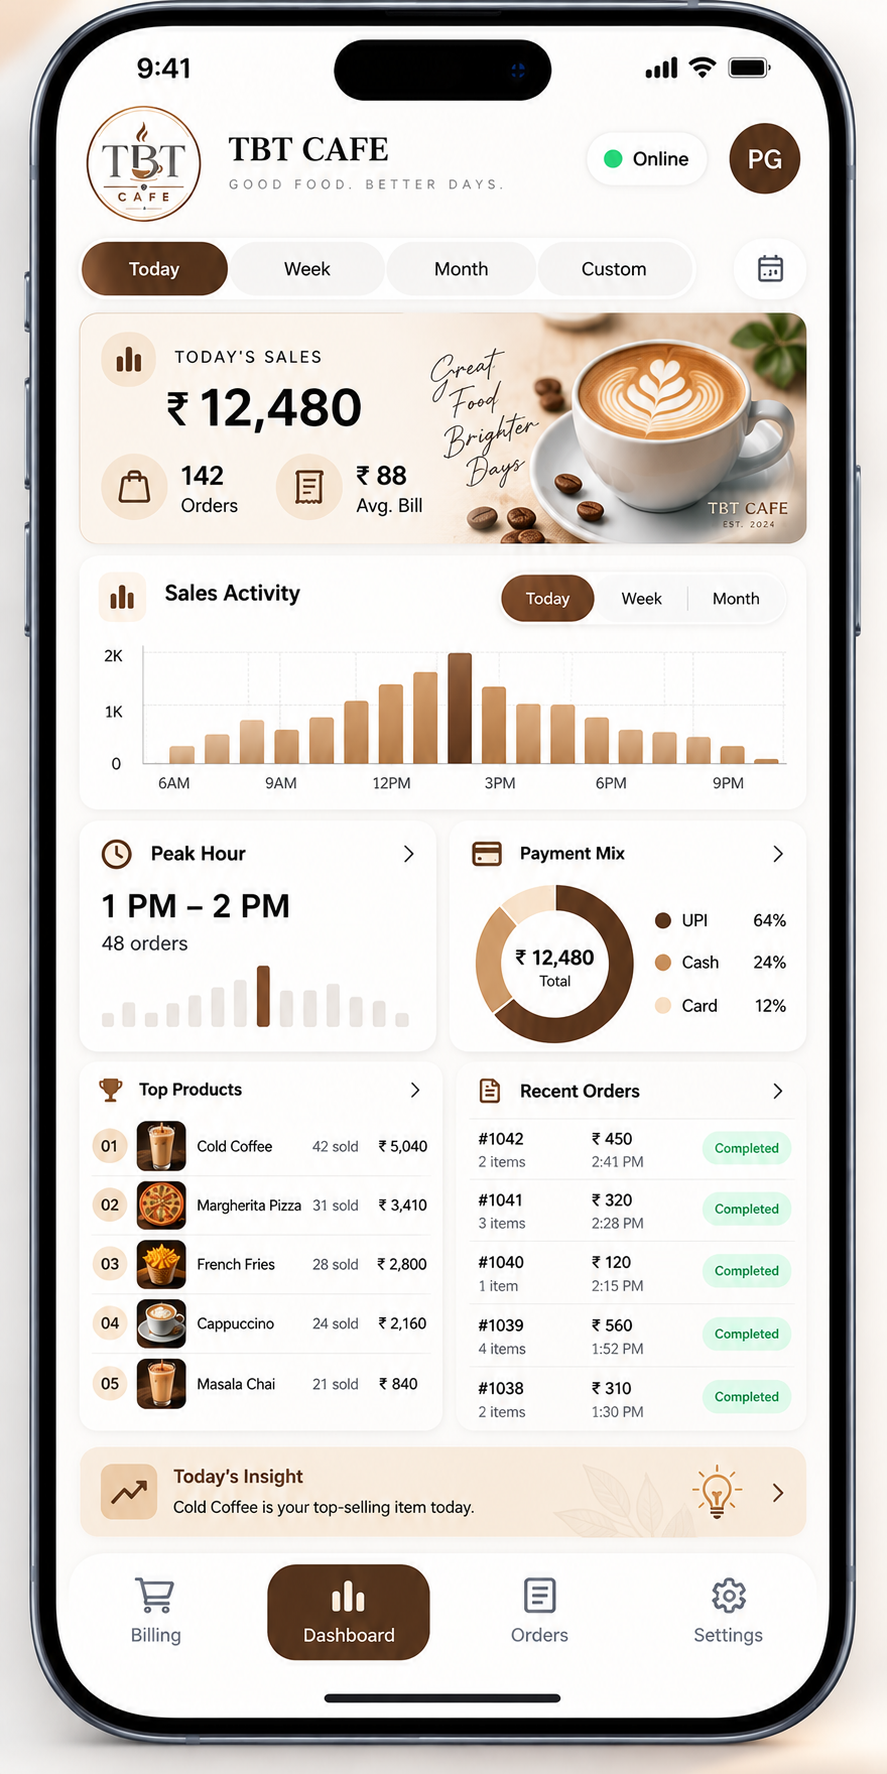 9:41
TBT
CAFE
TBT CAFE
GOOD FOOD. BETTER DAYS.
Online
PG
Today
Week
Month
Custom
TODAY'S SALES
₹ 12,480
142
Orders
₹ 88
Avg. Bill
Great
Food
Brighter
Days
TBT CAFE
EST. 2024
Sales Activity
Today
Week
Month
2K
1K
0
6AM
9AM
12PM
3PM
6PM
9PM
Peak Hour
1 PM – 2 PM
48 orders
Payment Mix
₹ 12,480
Total
UPI 64%
Cash 24%
Card 12%
Top Products
01 Cold Coffee 42 sold ₹ 5,040
02 Margherita Pizza 31 sold ₹ 3,410
03 French Fries 28 sold ₹ 2,800
04 Cappuccino 24 sold ₹ 2,160
05 Masala Chai 21 sold ₹ 840
Recent Orders
#1042 ₹ 450 Completed
2 items 2:41 PM
#1041 ₹ 320 Completed
3 items 2:28 PM
#1040 ₹ 120 Completed
1 item 2:15 PM
#1039 ₹ 560 Completed
4 items 1:52 PM
#1038 ₹ 310 Completed
2 items 1:30 PM
Today's Insight
Cold Coffee is your top-selling item today.
Billing
Dashboard
Orders
Settings